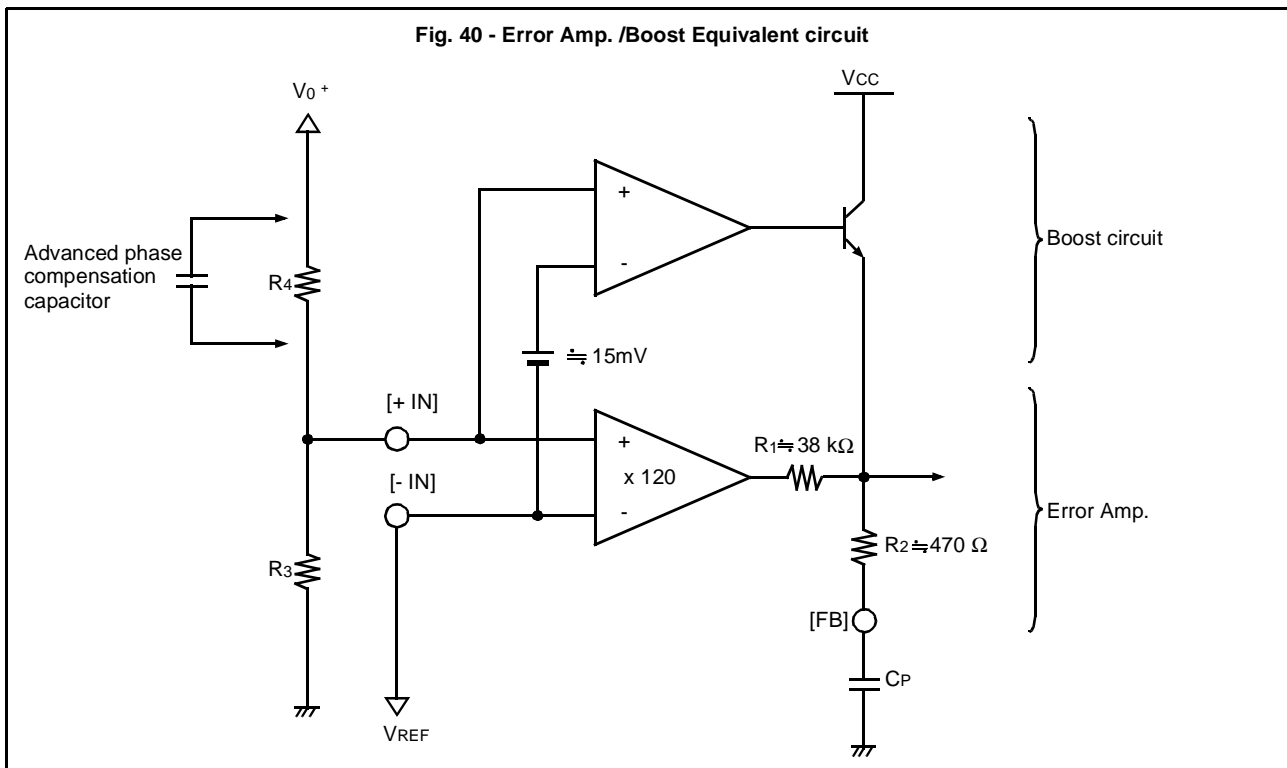 Fig. 40 - Error Amp. /Boost Equivalent circuit
VCC
V0 +
+
-
Boost circuit
Advanced phase
compensation
capacitor
R4
≒ 15mV
[+ IN]
+
x 120
-
R1≒ 38 kΩ
[- IN]
Error Amp.
R2≒470 Ω
R3
[FB]
CP
VREF